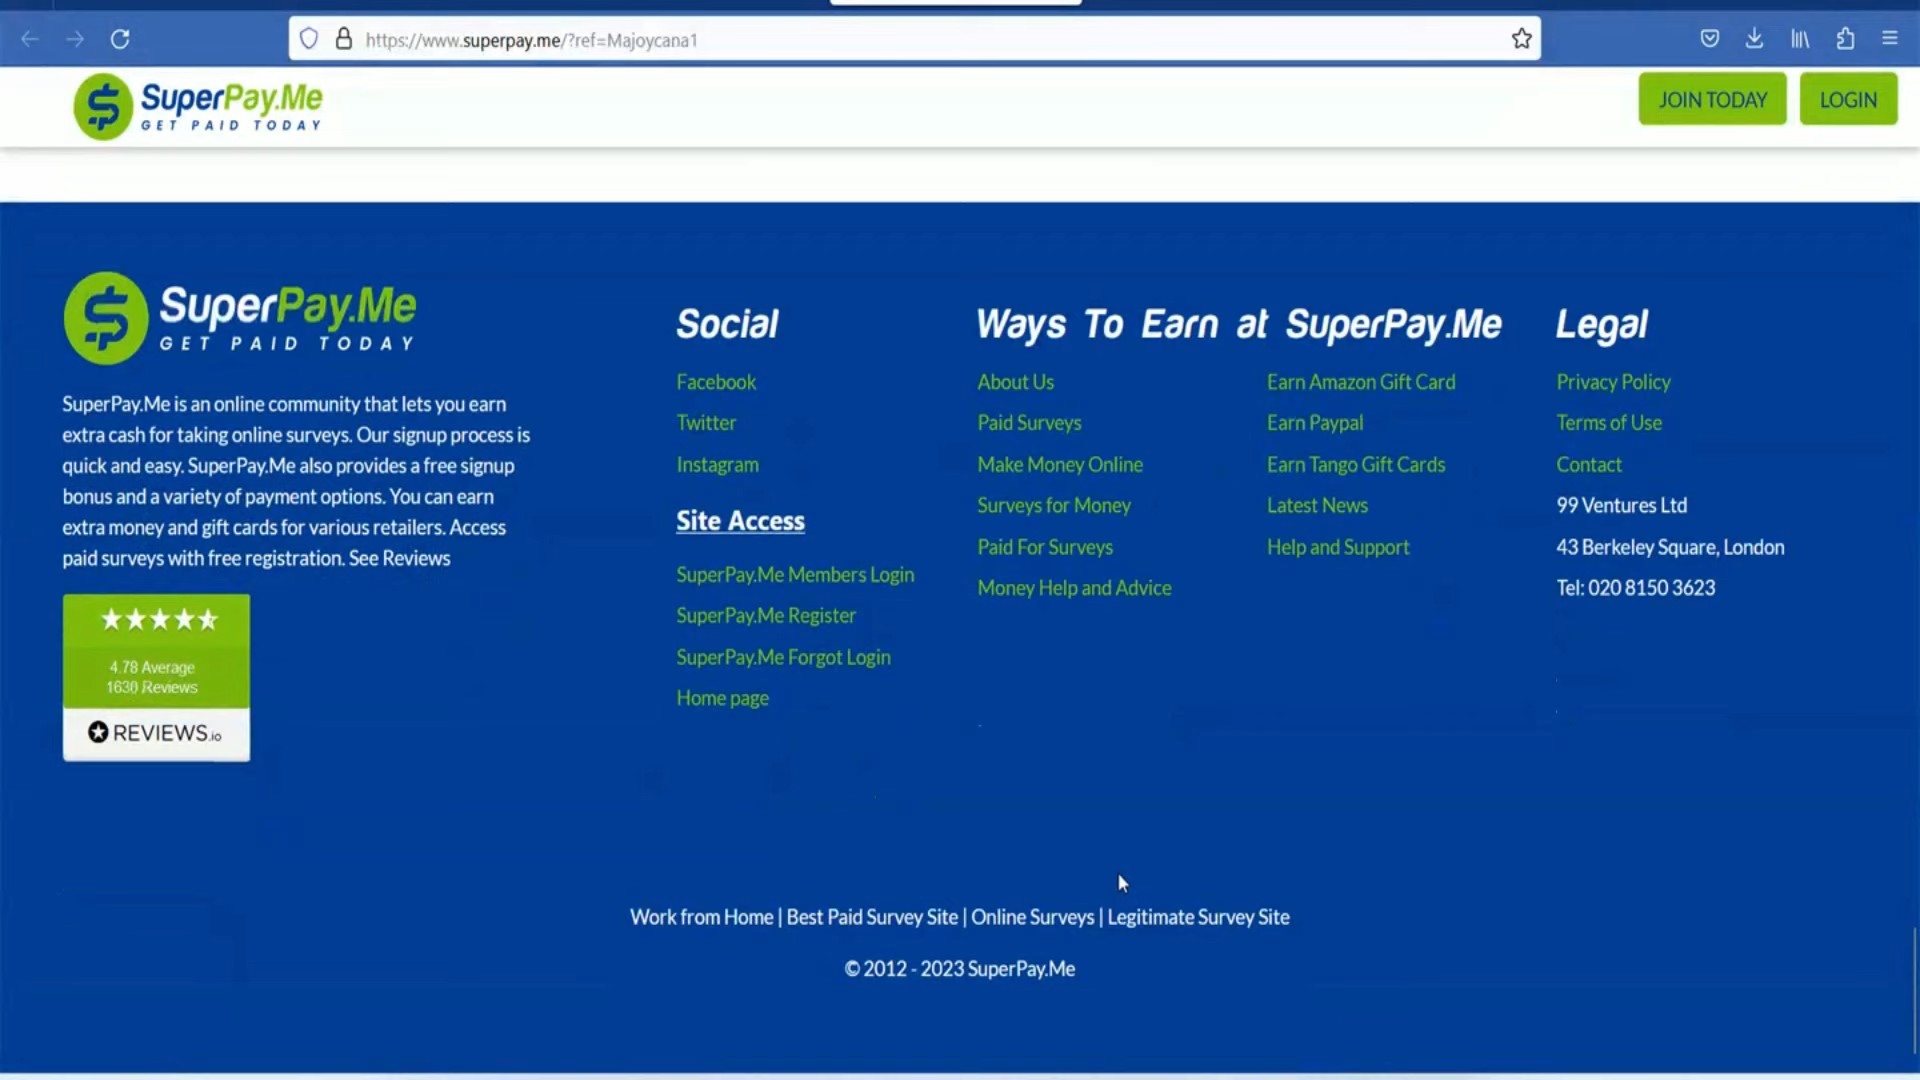 https://www.superpay.me/?ref=Majoycana1
SuperPay.Me
GET PAID TODAY
JOIN TODAY
LOGIN
SuperPay.Me
GET PAID TODAY
SuperPay.Me is an online community that lets you earn
extra cash for taking online surveys. Our signup process is
quick and easy. SuperPay.Me also provides a free signup
bonus and a variety of payment options. You can earn
extra money and gift cards for various retailers. Access
paid surveys with free registration. See Reviews
4.78 Average
1630 Reviews
REVIEWS.io
Social
Facebook
Twitter
Instagram
Site Access
SuperPay.Me Members Login
SuperPay.Me Register
SuperPay.Me Forgot Login
Home page
Ways To Earn at SuperPay.Me
About Us
Paid Surveys
Make Money Online
Surveys for Money
Paid For Surveys
Money Help and Advice
Earn Amazon Gift Card
Earn Paypal
Earn Tango Gift Cards
Latest News
Help and Support
Legal
Privacy Policy
Terms of Use
Contact
99 Ventures Ltd
43 Berkeley Square, London
Tel: 020 8150 3623
Work from Home | Best Paid Survey Site | Online Surveys | Legitimate Survey Site
© 2012 - 2023 SuperPay.Me